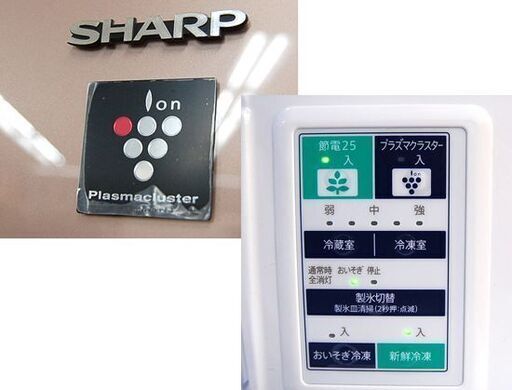 SHARP
Ion
Plasmacluster
節電25
プラズマクラスター
入
入
Ion
弱 中 強
冷蔵室
冷凍室
通常時
全消灯
おいそぎ 停止
製氷切替
製氷皿清掃(2秒押:点滅)
入
入
おいそぎ冷凍
新鮮冷凍